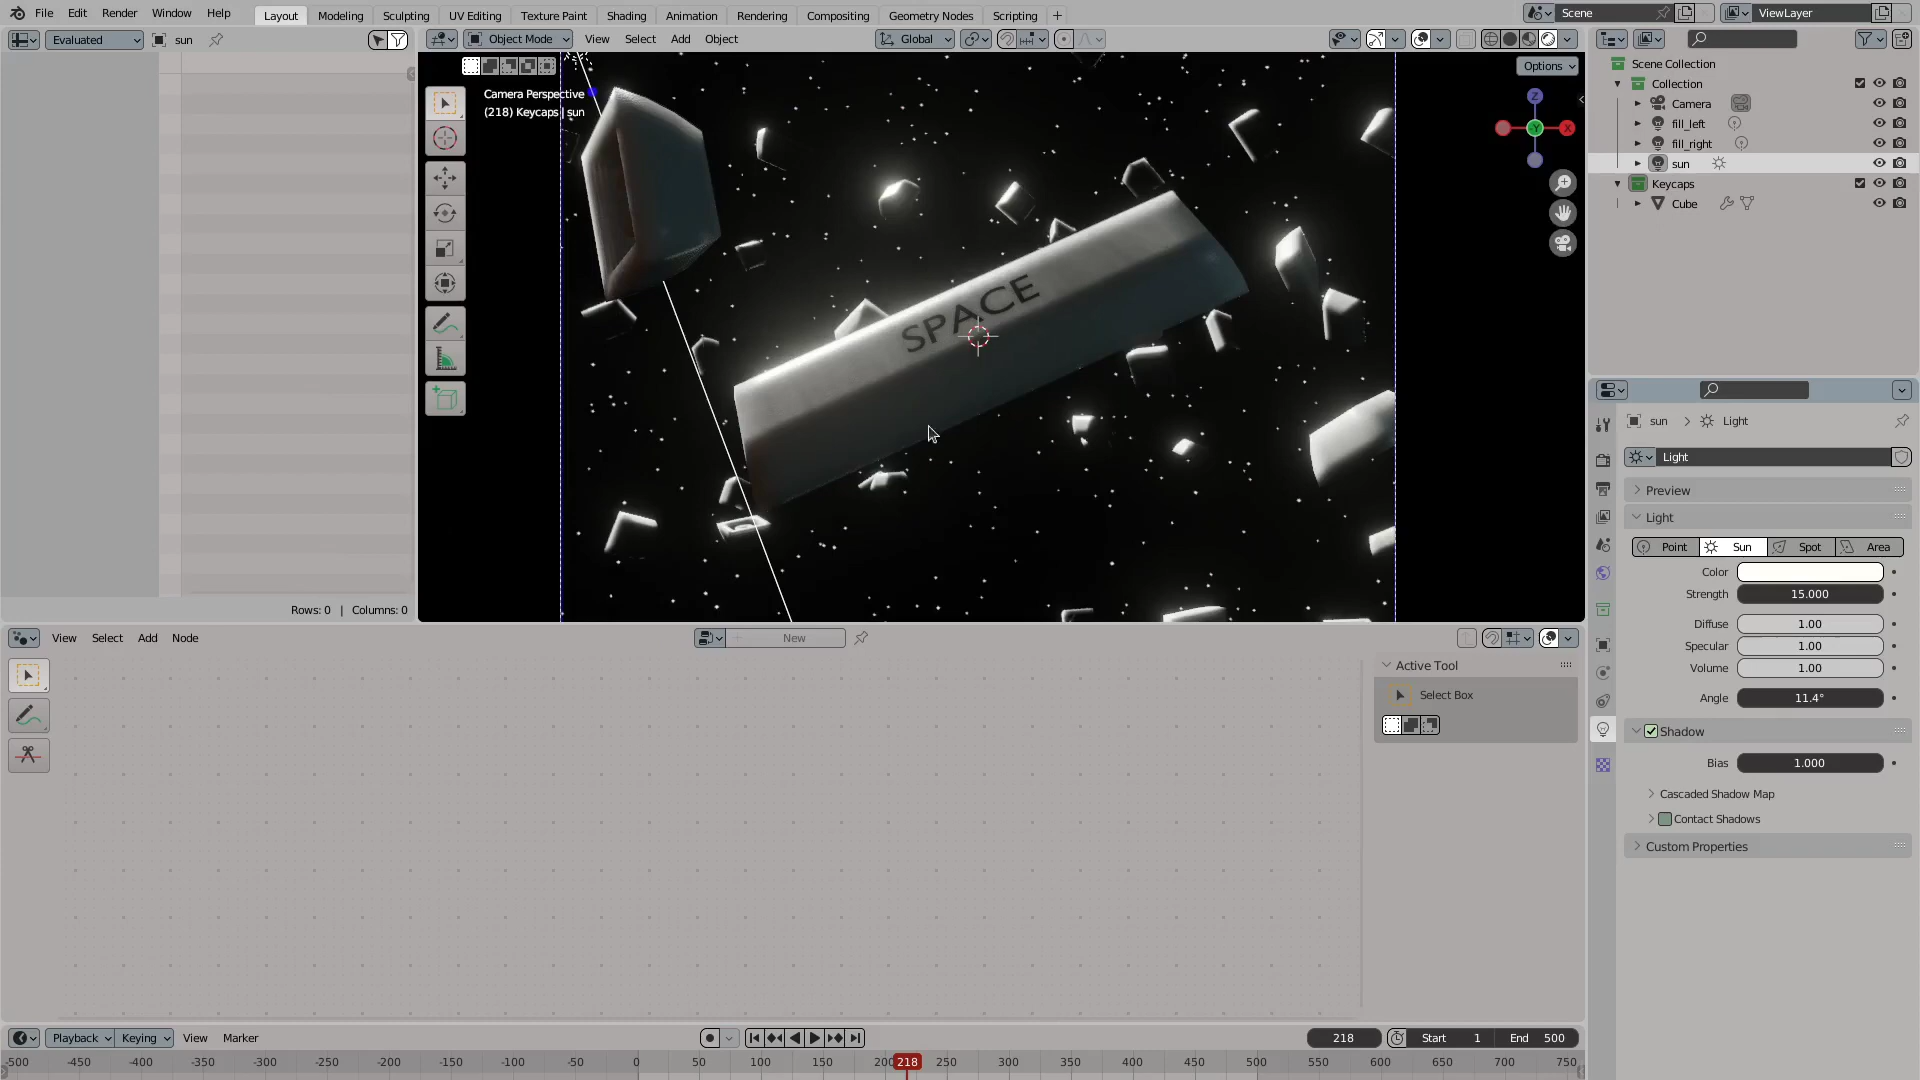 File Edit Render Window Help Layout Modeling Sculpting UV Editing Texture Paint Shading Animation Rendering Compositing Geometry Nodes Scripting + Scene ViewLayer
Evaluated sun Object Mode View Select Add Object Global
Options
Camera Perspective
(218) Keycaps | sun
Z
X
Y
SPACE
Rows: 0 | Columns: 0
Scene Collection
Collection
Camera
fill_left
fill_right
sun
Keycaps
Cube
sun Light
Light
Preview
Light
Point Sun Spot Area
Color
Strength 15.000
Diffuse 1.00
Specular 1.00
Volume 1.00
Angle 11.4°
Shadow
Bias 1.000
Cascaded Shadow Map
Contact Shadows
Custom Properties
View Select Add Node New
Active Tool
Select Box
Playback Keying View Marker 218 Start 1 End 500
-500 -450 -400 -350 -300 -250 -200 -150 -100 -50 0 50 100 150 200 218 250 300 350 400 450 500 550 600 650 700 750